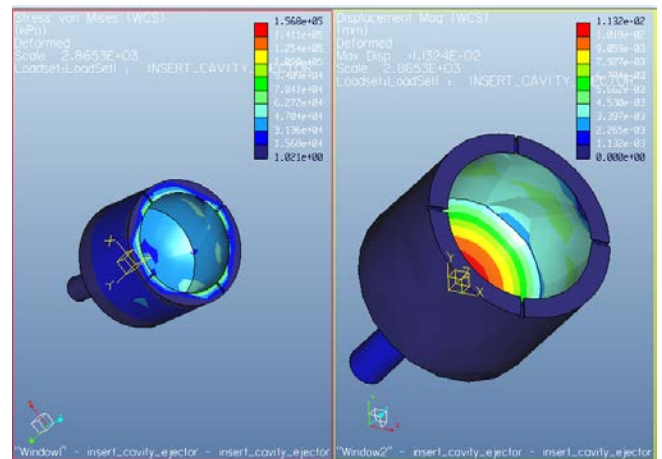 Stress von Mises (WCS)
(kPa)
Deformed
Scale 2.8653E+03
Loadset:LoadSet1 : INSERT_CAVITY_EJECTOR
1.568e+05
1.411e+05
1.254e+05
7.841e+04
6.272e+04
4.704e+04
3.136e+04
1.568e+04
1.021e+00
X
Y
"Window1" - insert_cavity_ejector - insert_cavity_ejector
Displacement Mag (WCS)
(mm)
Deformed
Max Disp +1.1324E-02
Scale 2.8653E+03
Loadset:LoadSet1 : INSERT_CAVITY_EJECTOR
1.132e-02
1.019e-02
9.059e-03
7.927e-03
5.662e-03
4.530e-03
3.397e-03
2.265e-03
1.132e-03
0.000e+00
Y
X
"Window2" - insert_cavity_ejector - insert_cavity_ejector